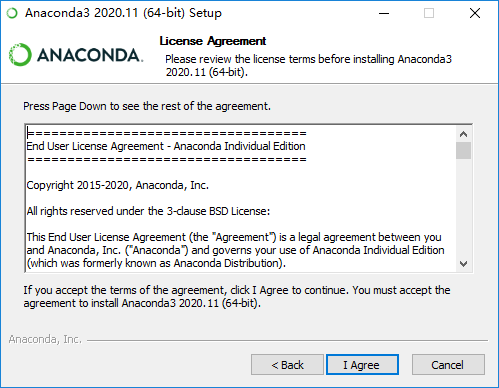 Anaconda3 2020.11 (64-bit) Setup
ANACONDA.
License Agreement
Please review the license terms before installing Anaconda3
2020.11 (64-bit).
Press Page Down to see the rest of the agreement.
===================================
End User License Agreement - Anaconda Individual Edition
===================================
Copyright 2015-2020, Anaconda, Inc.
All rights reserved under the 3-clause BSD License:
This End User License Agreement (the "Agreement") is a legal agreement between you
and Anaconda, Inc. ("Anaconda") and governs your use of Anaconda Individual Edition
(which was formerly known as Anaconda Distribution).
If you accept the terms of the agreement, click I Agree to continue. You must accept the
agreement to install Anaconda3 2020.11 (64-bit).
Anaconda, Inc.
< Back
I Agree
Cancel